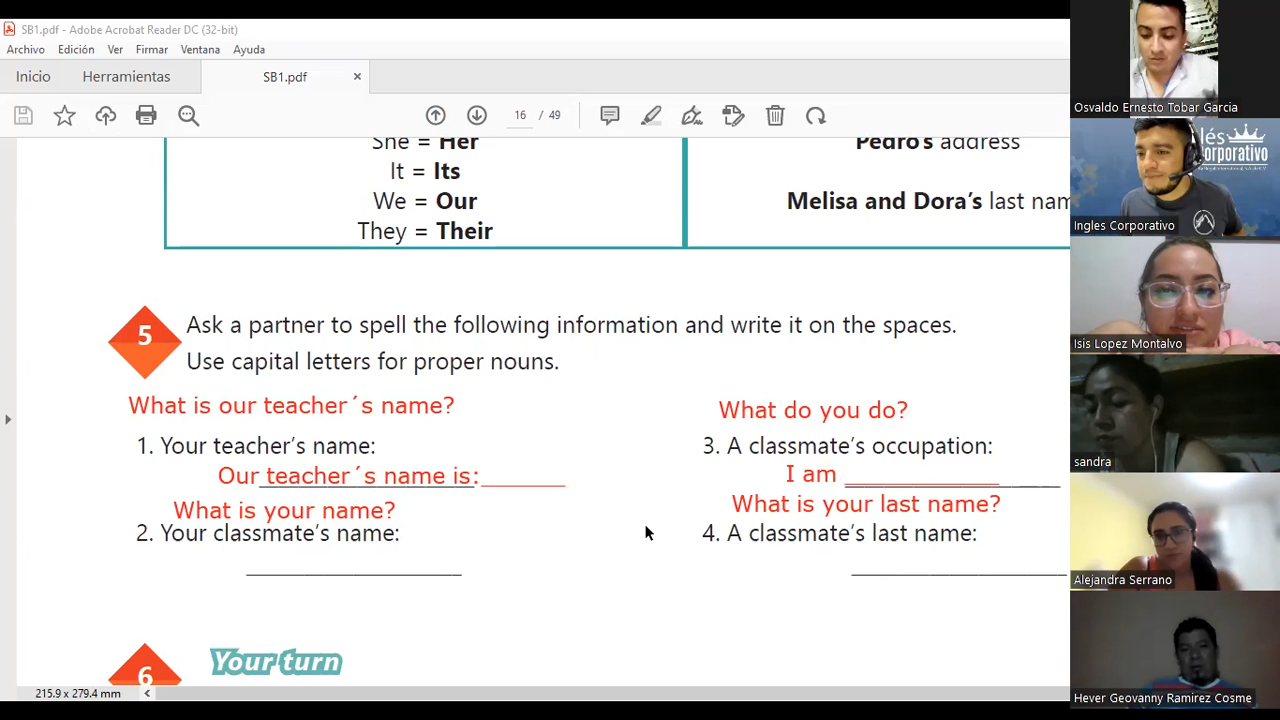 SB1.pdf - Adobe Acrobat Reader DC (32-bit)
Archivo Edición Ver Firmar Ventana Ayuda
Inicio Herramientas SB1.pdf ×
16 / 49
She = Her
It = Its
We = Our
They = Their
Pedro's address
Melisa and Dora's last nam
5 Ask a partner to spell the following information and write it on the spaces.
Use capital letters for proper nouns.
What is our teacher´s name?
1. Your teacher's name:
Our teacher´s name is:
What is your name?
2. Your classmate's name:
What do you do?
3. A classmate's occupation:
I am
What is your last name?
4. A classmate's last name:
6 Your turn
215.9 x 279.4 mm
Osvaldo Ernesto Tobar Garcia
lés
orporativo
Ingles Corporativo
Isis Lopez Montalvo
sandra
Alejandra Serrano
Hever Geovanny Ramirez Cosme